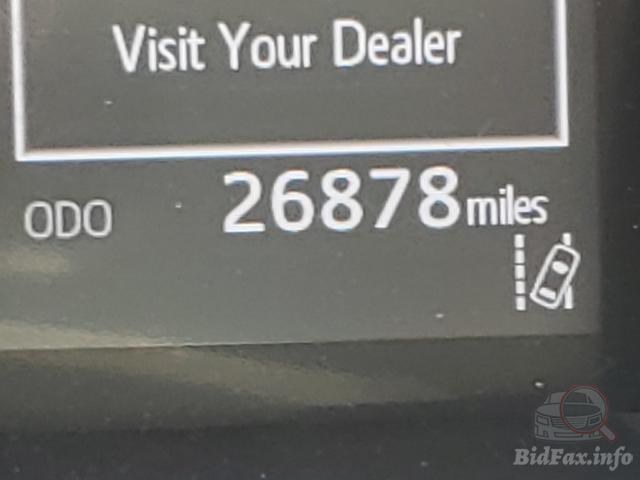 Visit Your Dealer
ODO 26878 miles
BidFax.info